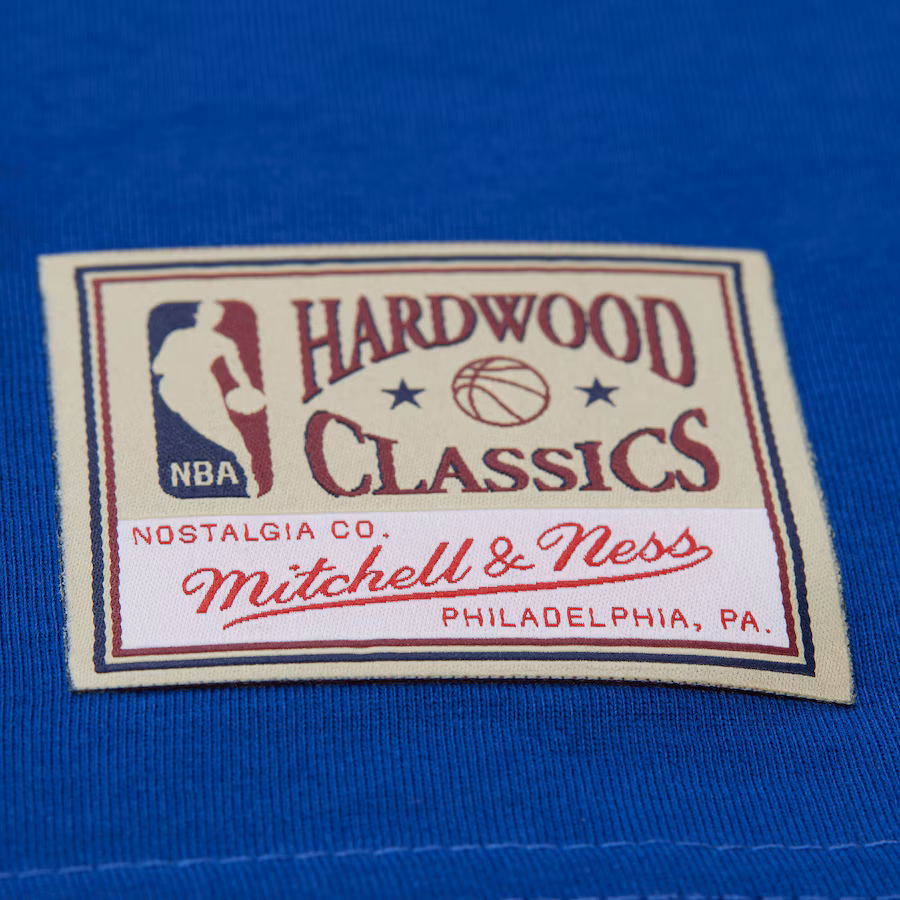 HARDWOOD
CLASSICS
NBA
NOSTALGIA CO.
Mitchell & Ness
PHILADELPHIA, PA.